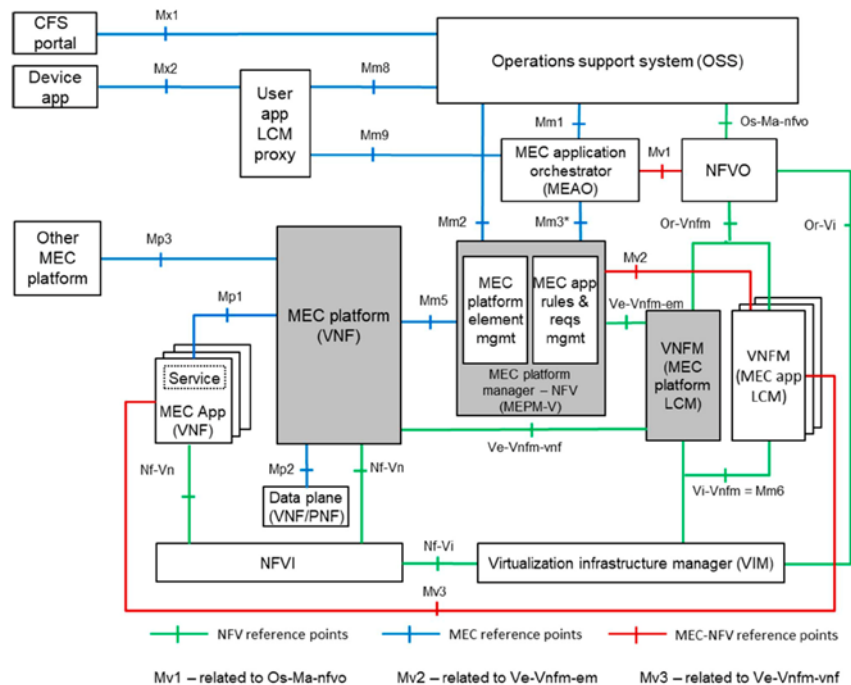 CFS
portal
Mx1
Operations support system (OSS)
Device
app
Mx2
User
app
LCM
proxy
Mm8
Mm9
Mm1
Os-Ma-nfvo
MEC application
orchestrator
(MEAO)
Mv1
NFVO
Other
MEC
platform
Mp3
Mm2
Mm3*
Or-Vnfm
Or-Vi
Mp1
MEC platform
(VNF)
Mm5
MEC
platform
element
mgmt
MEC app
rules &
reqs
mgmt
MEC platform
manager – NFV
(MEPM-V)
Mv2
Ve-Vnfm-em
VNFM
(MEC
platform
LCM)
VNFM
(MEC app
LCM)
Service
MEC App
(VNF)
Ve-Vnfm-vnf
Nf-Vn
Mp2
Nf-Vn
Data plane
(VNF/PNF)
Vi-Vnfm = Mm6
NFVI
Nf-Vi
Virtualization infrastructure manager (VIM)
Mv3
NFV reference points
MEC reference points
MEC-NFV reference points
Mv1 – related to Os-Ma-nfvo
Mv2 – related to Ve-Vnfm-em
Mv3 – related to Ve-Vnfm-vnf